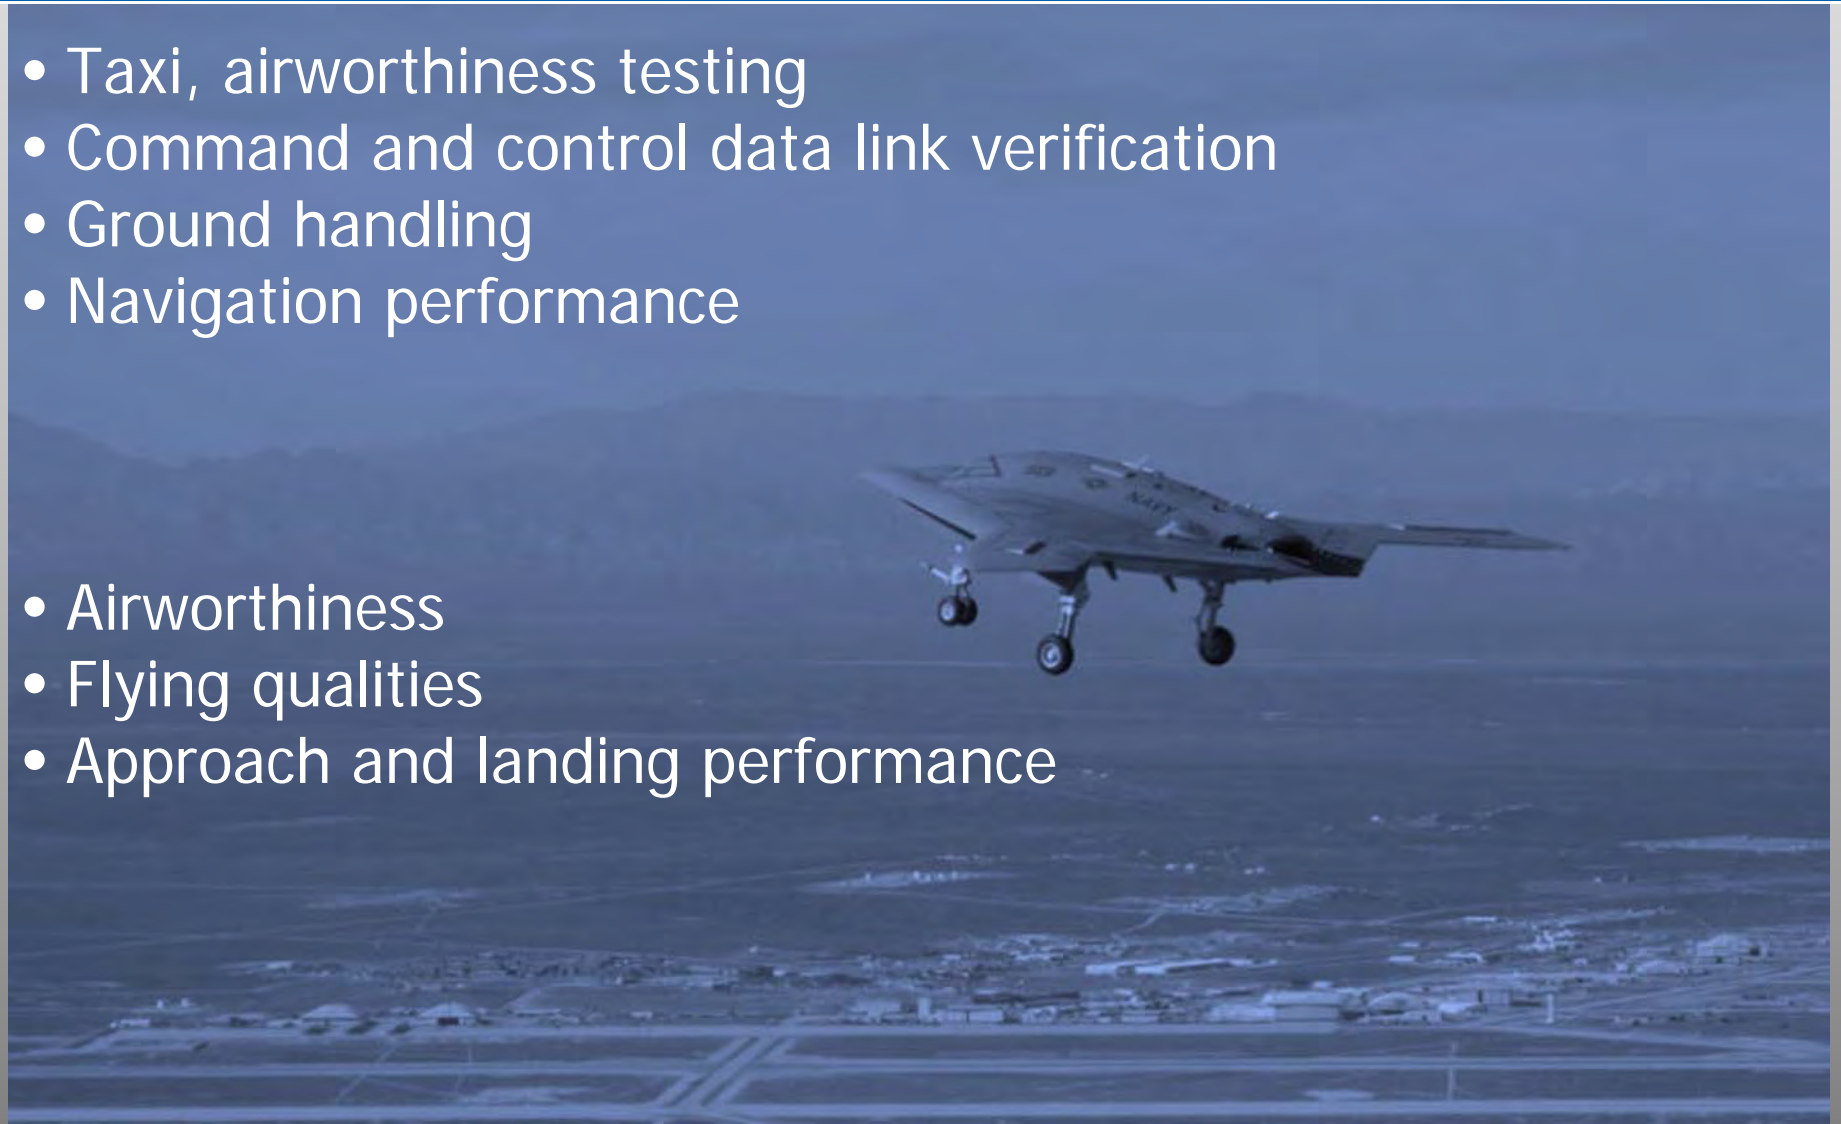 • Taxi, airworthiness testing
• Command and control data link verification
• Ground handling
• Navigation performance
• Airworthiness
• Flying qualities
• Approach and landing performance
NAVY